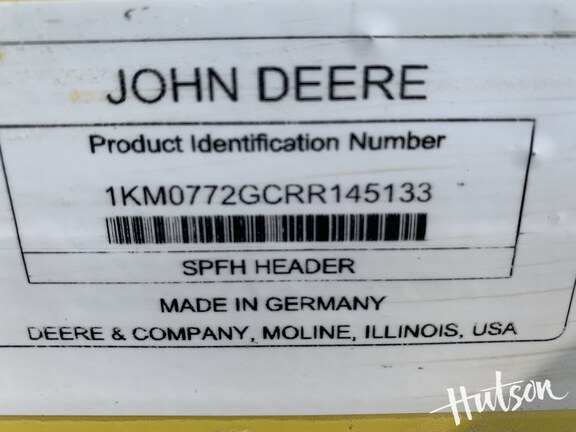 JOHN DEERE
Product Identification Number
1KM0772GCRR145133
SPFH HEADER
MADE IN GERMANY
DEERE & COMPANY, MOLINE, ILLINOIS, USA
Hutson